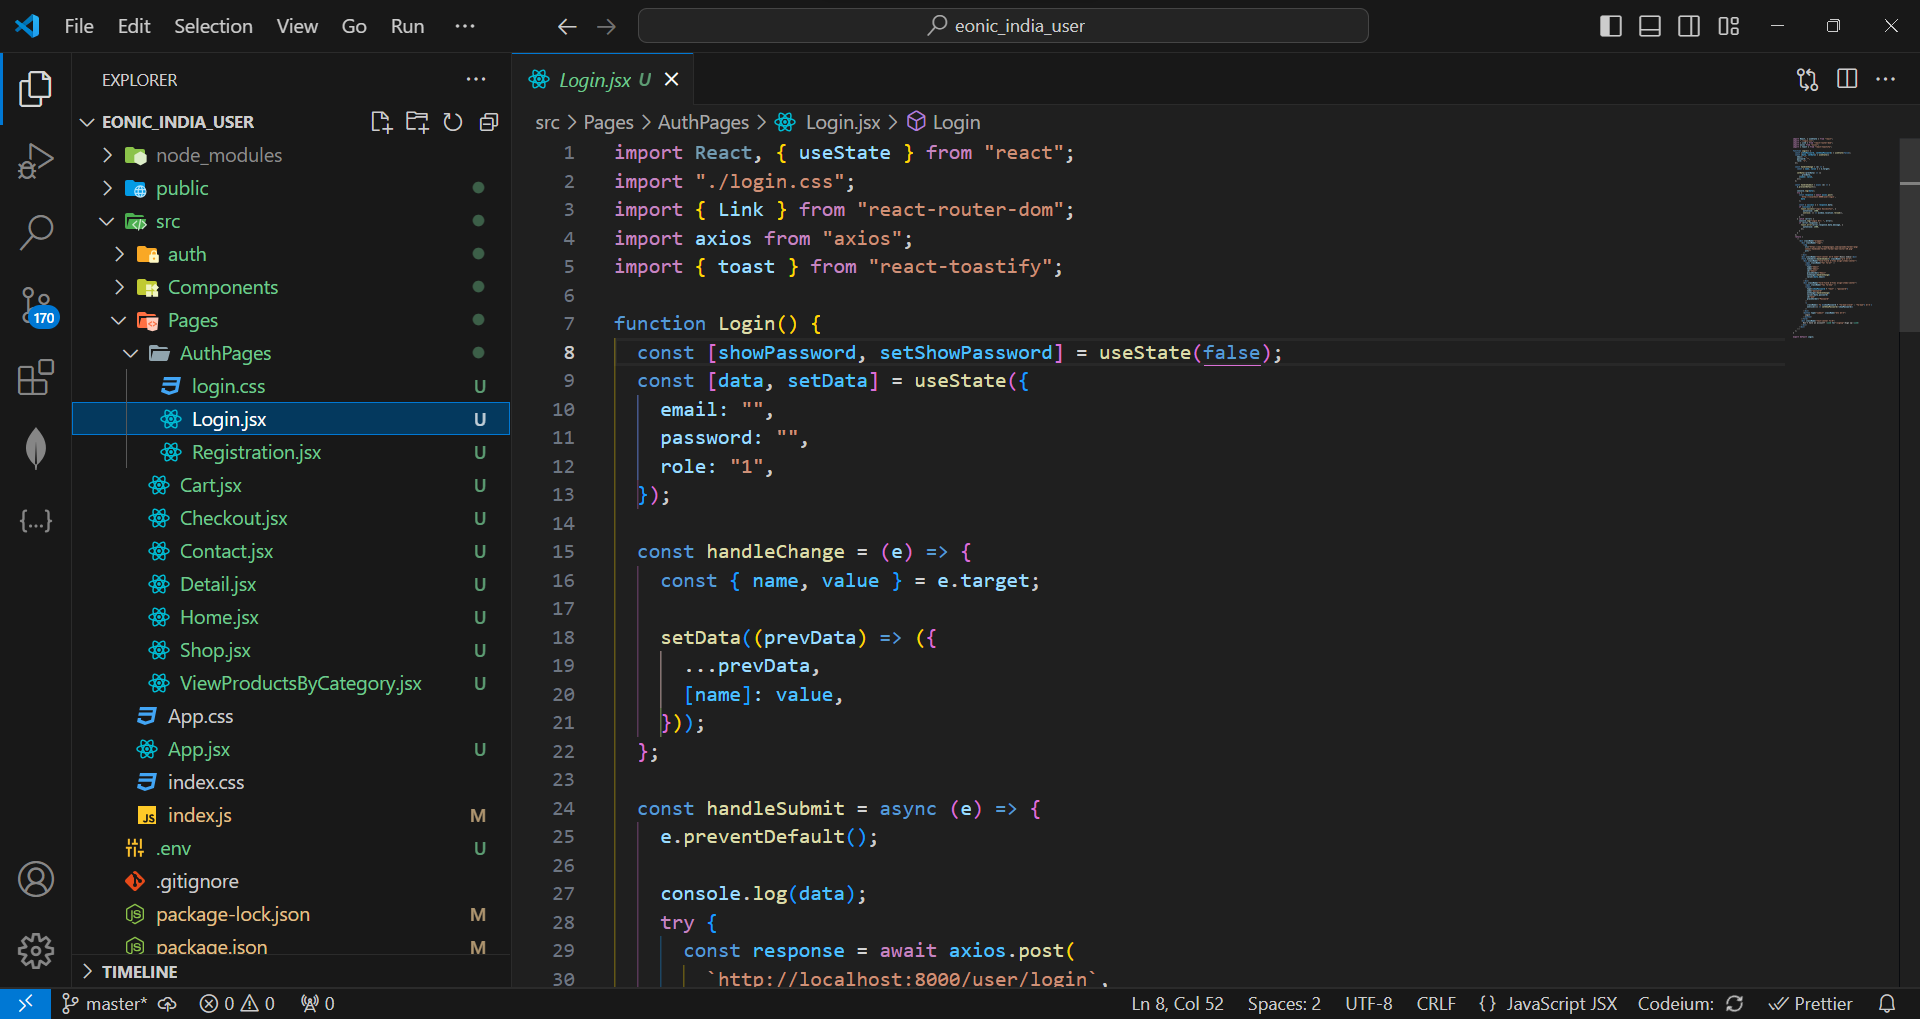 File Edit Selection View Go Run ···
eonic_india_user
EXPLORER
EONIC_INDIA_USER
node_modules
public
src
auth
Components
Pages
AuthPages
login.css U
Login.jsx U
Registration.jsx U
Cart.jsx U
Checkout.jsx U
Contact.jsx U
Detail.jsx U
Home.jsx U
Shop.jsx U
ViewProductsByCategory.jsx U
App.css
App.jsx U
index.css
JS index.js M
.env U
.gitignore
package-lock.json M
package.json M
TIMELINE
170
Login.jsx U
src > Pages > AuthPages > Login.jsx > Login
1 import React, { useState } from "react";
2 import "./login.css";
3 import { Link } from "react-router-dom";
4 import axios from "axios";
5 import { toast } from "react-toastify";
6
7 function Login() {
8 const [showPassword, setShowPassword] = useState(false);
9 const [data, setData] = useState({
10 email: "",
11 password: "",
12 role: "1",
13 });
14
15 const handleChange = (e) => {
16 const { name, value } = e.target;
17
18 setData((prevData) => ({
19 ...prevData,
20 [name]: value,
21 }));
22 };
23
24 const handleSubmit = async (e) => {
25 e.preventDefault();
26
27 console.log(data);
28 try {
29 const response = await axios.post(
30 `http://localhost:8000/user/login`,
master* 0 0 0 Ln 8, Col 52 Spaces: 2 UTF-8 CRLF {} JavaScript JSX Codeium: Prettier